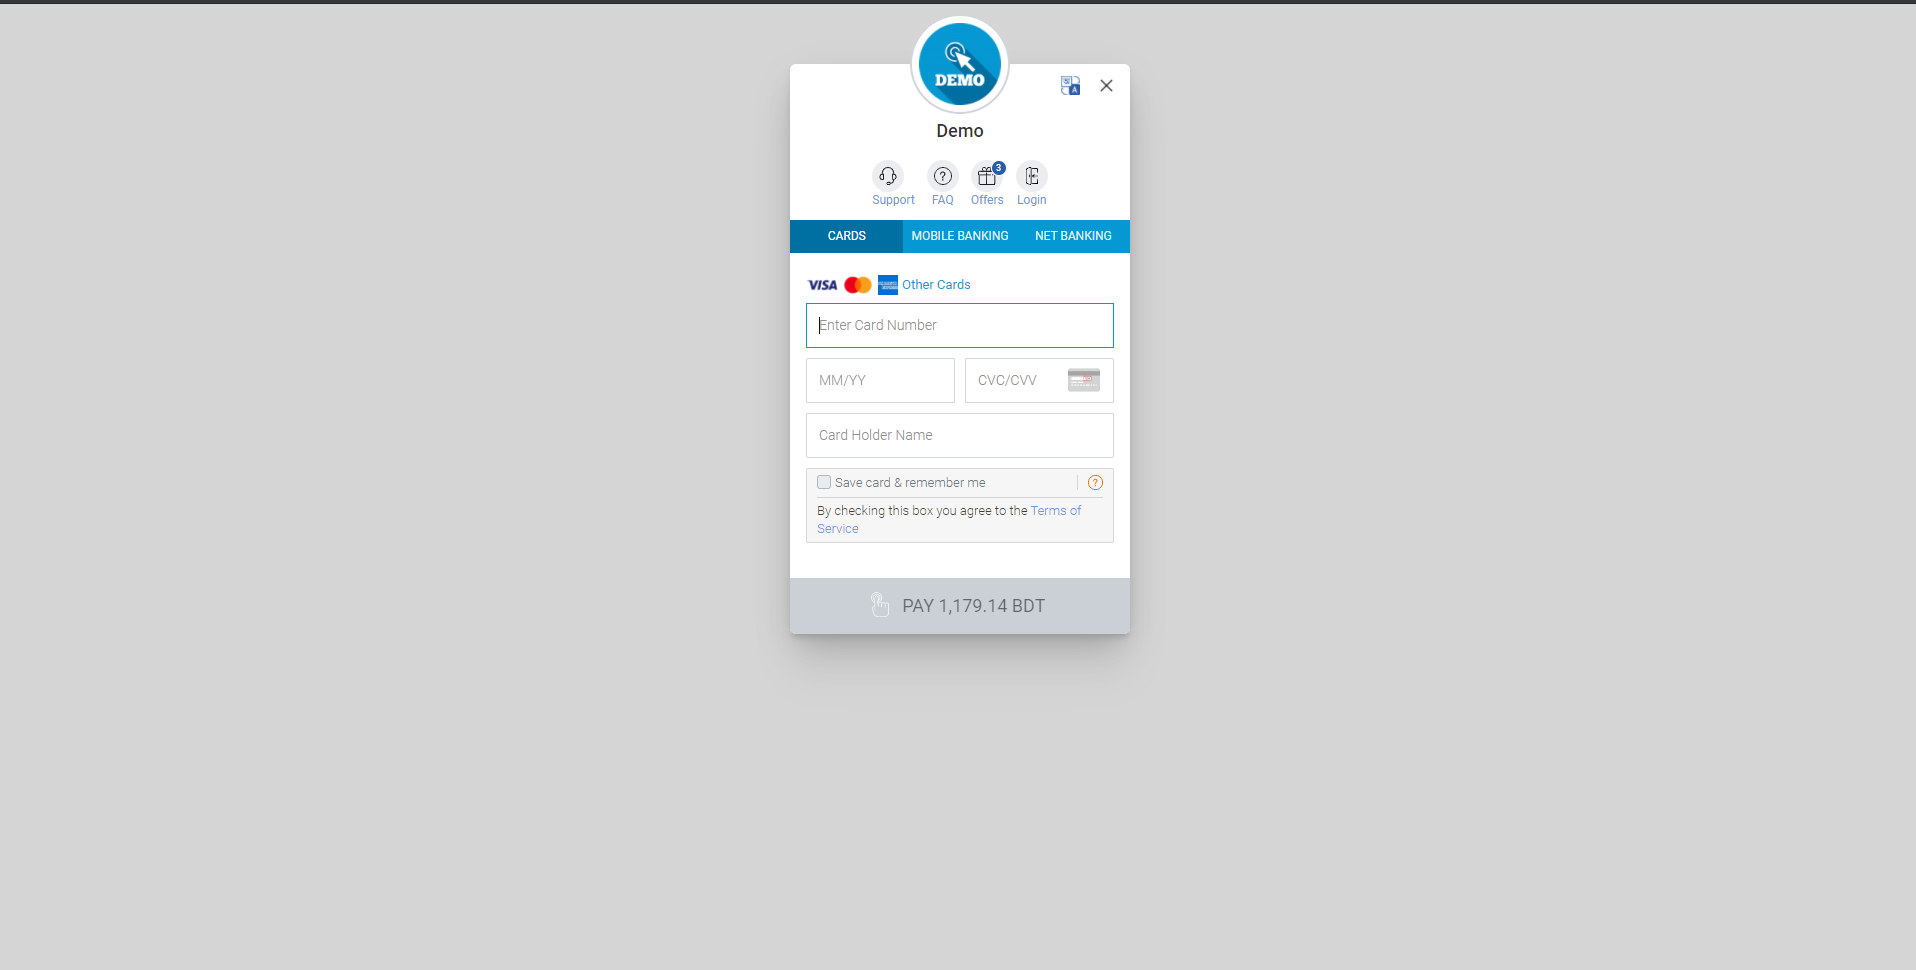 DEMO
Demo
3
Support FAQ Offers Login
CARDS MOBILE BANKING NET BANKING
VISA Other Cards
Enter Card Number
MM/YY CVC/CVV
Card Holder Name
Save card & remember me ?
By checking this box you agree to the Terms of
Service
PAY 1,179.14 BDT